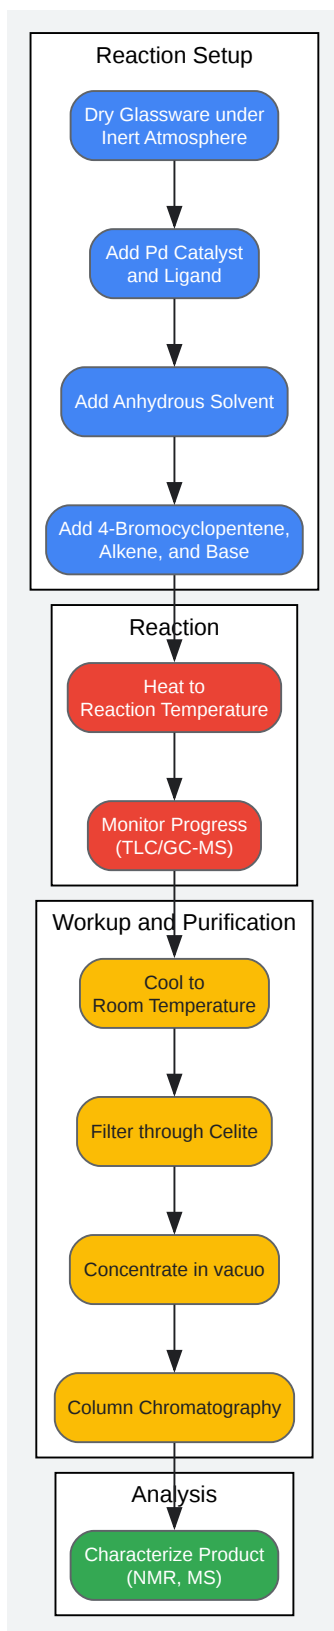 Reaction Setup
Dry Glassware under
Inert Atmosphere
Add Pd Catalyst
and Ligand
Add Anhydrous Solvent
Add 4-Bromocyclopentene,
Alkene, and Base
Reaction
Heat to
Reaction Temperature
Monitor Progress
(TLC/GC-MS)
Workup and Purification
Cool to
Room Temperature
Filter through Celite
Concentrate in vacuo
Column Chromatography
Analysis
Characterize Product
(NMR, MS)